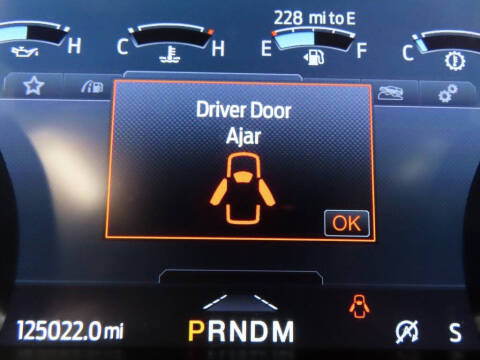 228 mi to E
H
C H
E F
C
Driver Door
Ajar
OK
125022.0 mi
PRNDM
S